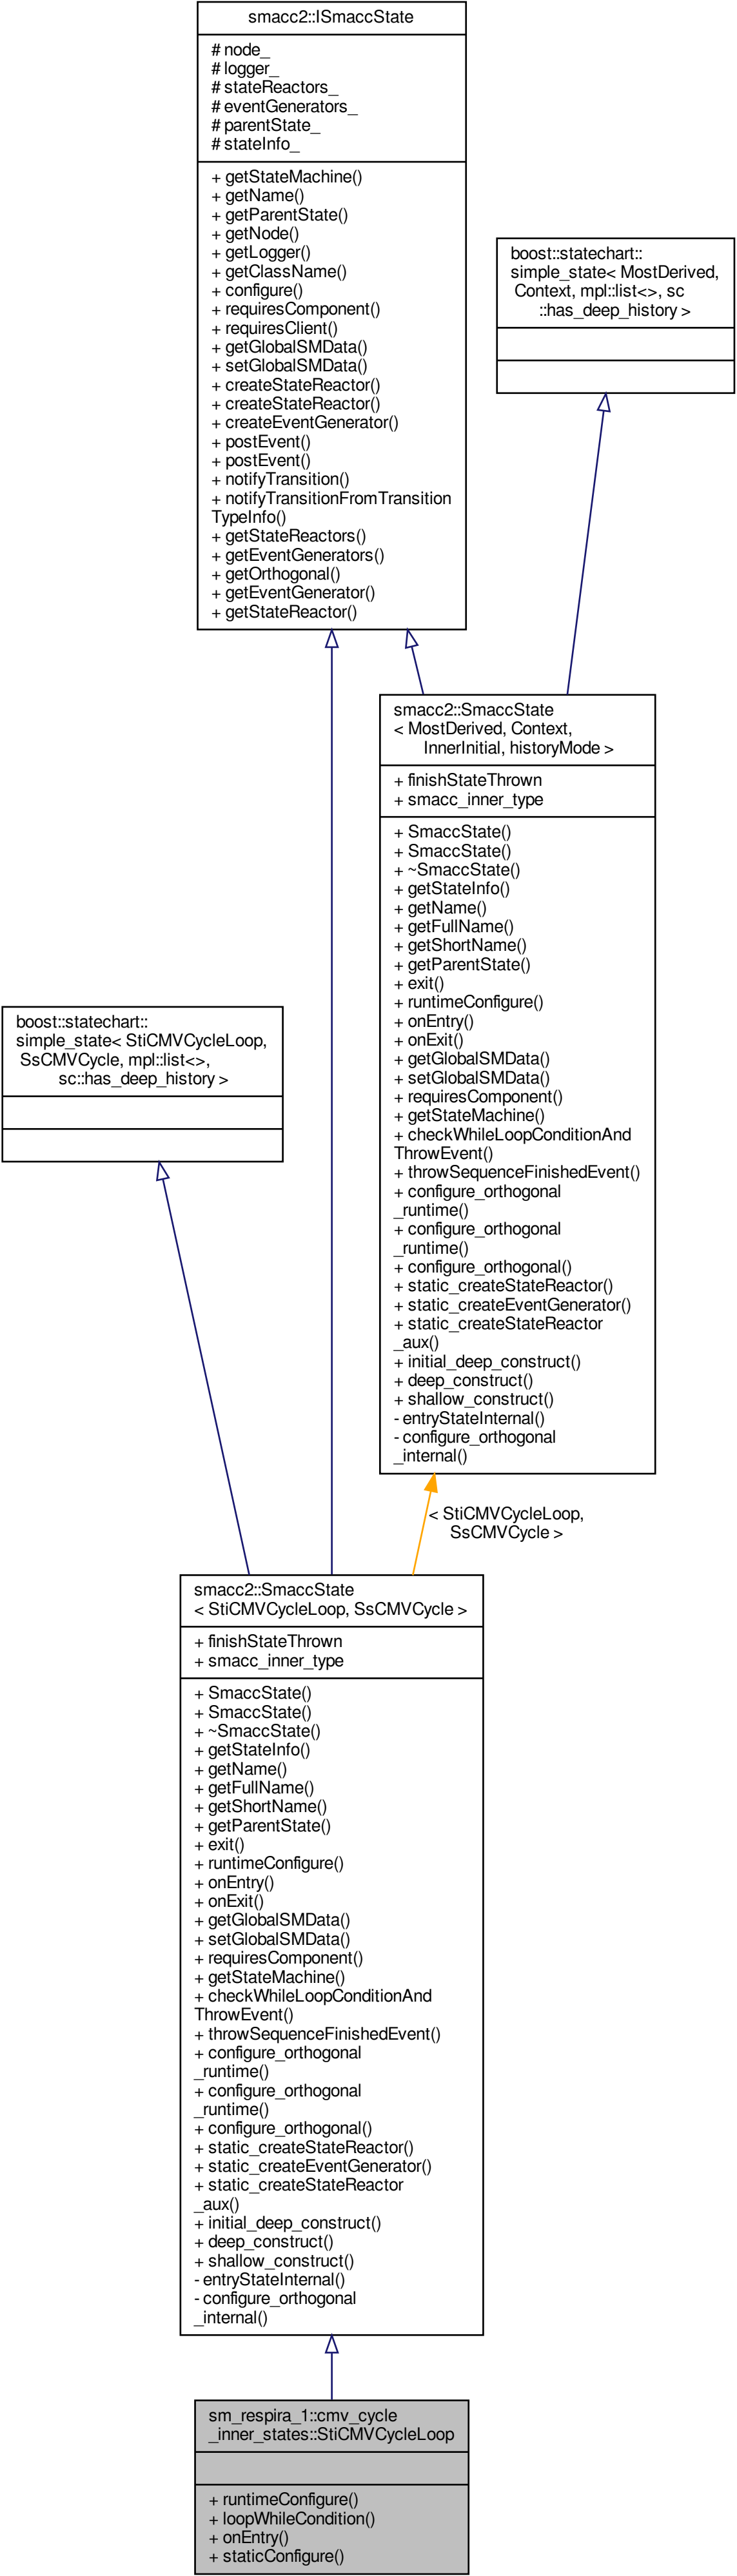 smacc2::ISmaccState
# node_
# logger_
# stateReactors_
# eventGenerators_
# parentState_
# stateInfo_
+ getStateMachine()
+ getName()
+ getParentState()
+ getNode()
+ getLogger()
+ getClassName()
+ configure()
+ requiresComponent()
+ requiresClient()
+ getGlobalSMData()
+ setGlobalSMData()
+ createStateReactor()
+ createStateReactor()
+ createEventGenerator()
+ postEvent()
+ postEvent()
+ notifyTransition()
+ notifyTransitionFromTransition
TypeInfo()
+ getStateReactors()
+ getEventGenerators()
+ getOrthogonal()
+ getEventGenerator()
+ getStateReactor()
boost::statechart::
simple_state< MostDerived,
Context, mpl::list<>, sc
::has_deep_history >
smacc2::SmaccState
< MostDerived, Context,
InnerInitial, historyMode >
+ finishStateThrown
+ smacc_inner_type
+ SmaccState()
+ SmaccState()
+ ~SmaccState()
+ getStateInfo()
+ getName()
+ getFullName()
+ getShortName()
+ getParentState()
+ exit()
+ runtimeConfigure()
+ onEntry()
+ onExit()
+ getGlobalSMData()
+ setGlobalSMData()
+ requiresComponent()
+ getStateMachine()
+ checkWhileLoopConditionAnd
ThrowEvent()
+ throwSequenceFinishedEvent()
+ configure_orthogonal
_runtime()
+ configure_orthogonal
_runtime()
+ configure_orthogonal()
+ static_createStateReactor()
+ static_createEventGenerator()
+ static_createStateReactor
_aux()
+ initial_deep_construct()
+ deep_construct()
+ shallow_construct()
- entryStateInternal()
- configure_orthogonal
_internal()
boost::statechart::
simple_state< StiCMVCycleLoop,
SsCMVCycle, mpl::list<>,
sc::has_deep_history >
< StiCMVCycleLoop,
SsCMVCycle >
smacc2::SmaccState
< StiCMVCycleLoop, SsCMVCycle >
+ finishStateThrown
+ smacc_inner_type
+ SmaccState()
+ SmaccState()
+ ~SmaccState()
+ getStateInfo()
+ getName()
+ getFullName()
+ getShortName()
+ getParentState()
+ exit()
+ runtimeConfigure()
+ onEntry()
+ onExit()
+ getGlobalSMData()
+ setGlobalSMData()
+ requiresComponent()
+ getStateMachine()
+ checkWhileLoopConditionAnd
ThrowEvent()
+ throwSequenceFinishedEvent()
+ configure_orthogonal
_runtime()
+ configure_orthogonal
_runtime()
+ configure_orthogonal()
+ static_createStateReactor()
+ static_createEventGenerator()
+ static_createStateReactor
_aux()
+ initial_deep_construct()
+ deep_construct()
+ shallow_construct()
- entryStateInternal()
- configure_orthogonal
_internal()
sm_respira_1::cmv_cycle
_inner_states::StiCMVCycleLoop
+ runtimeConfigure()
+ loopWhileCondition()
+ onEntry()
+ staticConfigure()